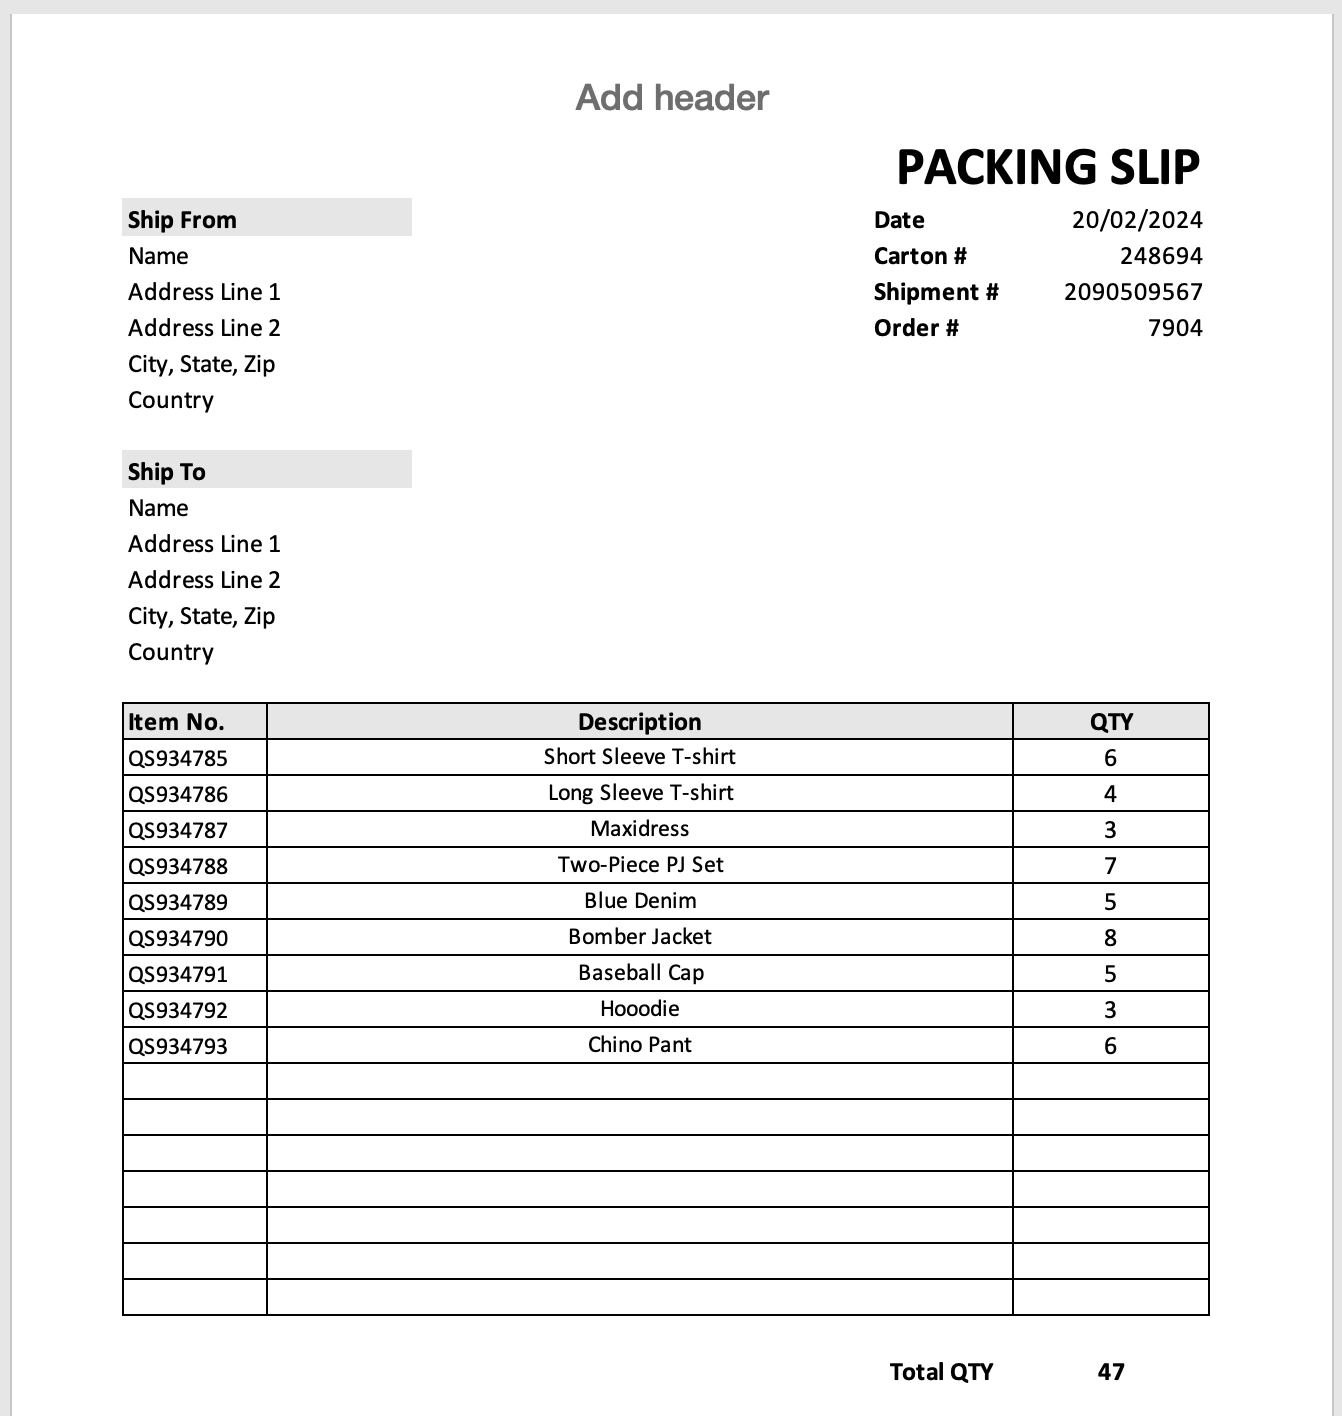 Add header
PACKING SLIP
Ship From
Date 20/02/2024
Name
Carton # 248694
Address Line 1
Shipment # 2090509567
Address Line 2
Order # 7904
City, State, Zip
Country
Ship To
Name
Address Line 1
Address Line 2
City, State, Zip
Country
Item No. Description QTY
QS934785 Short Sleeve T-shirt 6
QS934786 Long Sleeve T-shirt 4
QS934787 Maxidress 3
QS934788 Two-Piece PJ Set 7
QS934789 Blue Denim 5
QS934790 Bomber Jacket 8
QS934791 Baseball Cap 5
QS934792 Hooodie 3
QS934793 Chino Pant 6
Total QTY 47